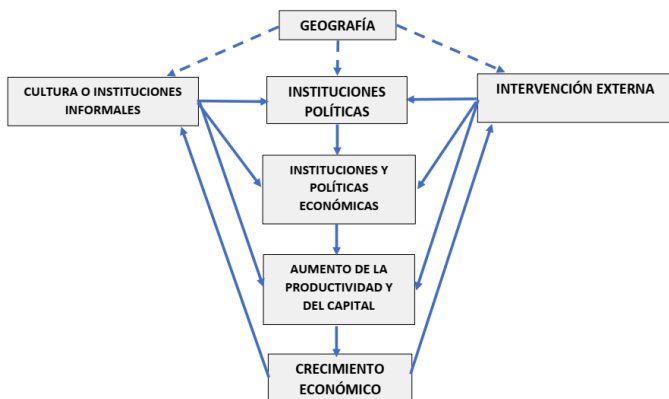 GEOGRAFÍA
CULTURA O INSTITUCIONES
INFORMALES
INSTITUCIONES
POLÍTICAS
INTERVENCIÓN EXTERNA
INSTITUCIONES Y
POLÍTICAS
ECONÓMICAS
AUMENTO DE LA
PRODUCTIVIDAD Y
DEL CAPITAL
CRECIMIENTO
ECONÓMICO